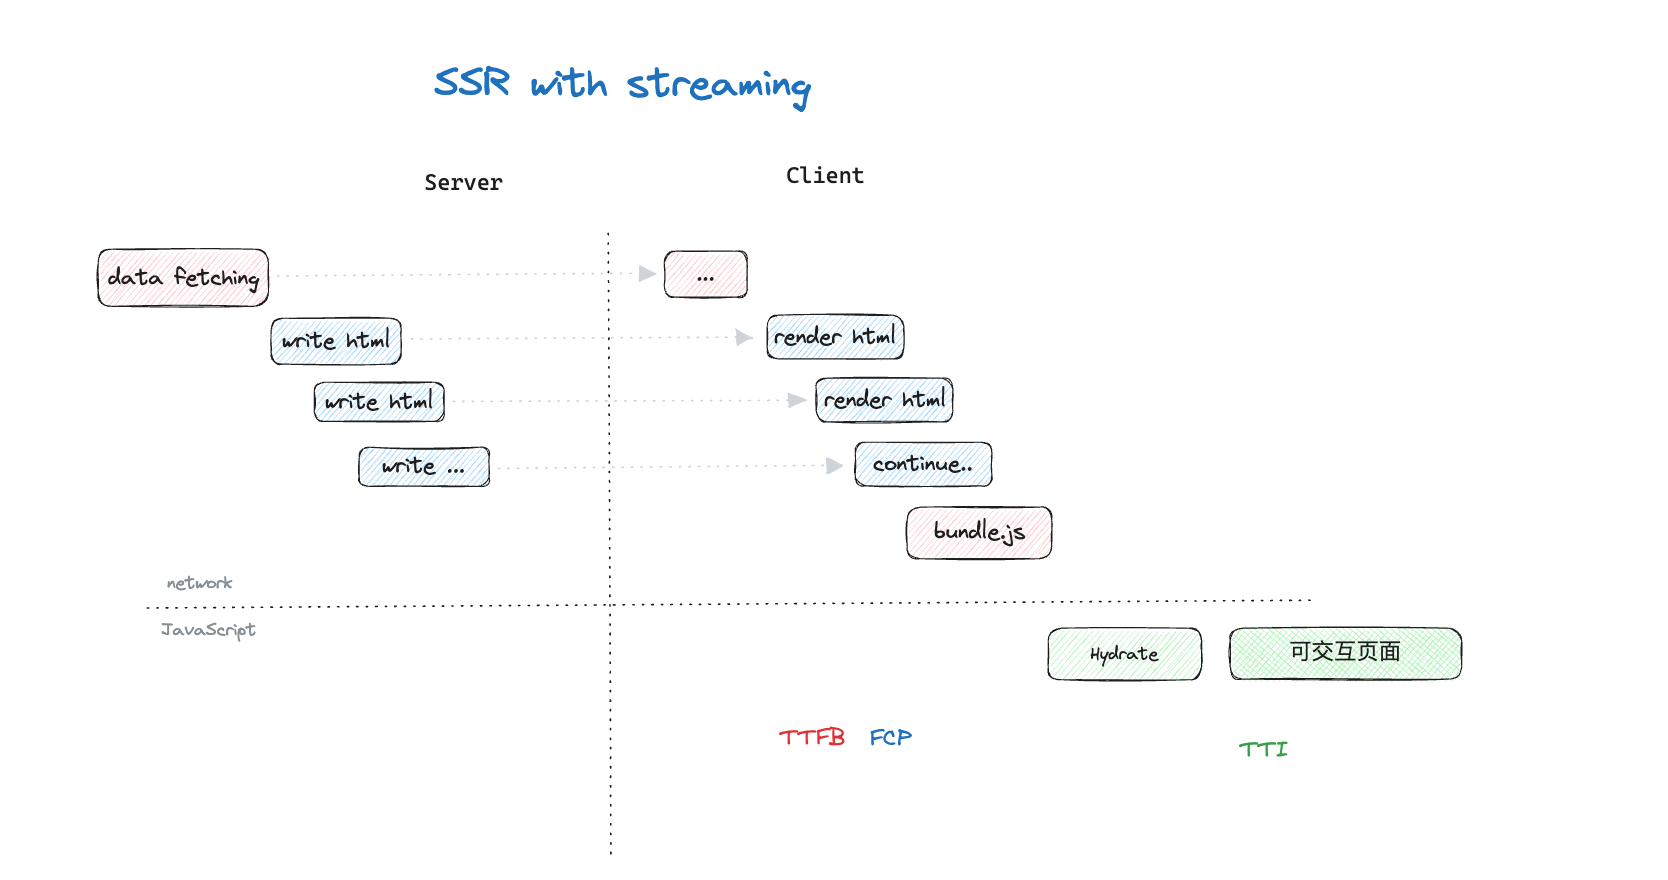 SSR with streaming
Server
Client
data fetching
...
write html
render html
write html
render html
write ...
continue..
bundle.js
network
JavaScript
Hydrate
可交互页面
TTFB
FCP
TTI